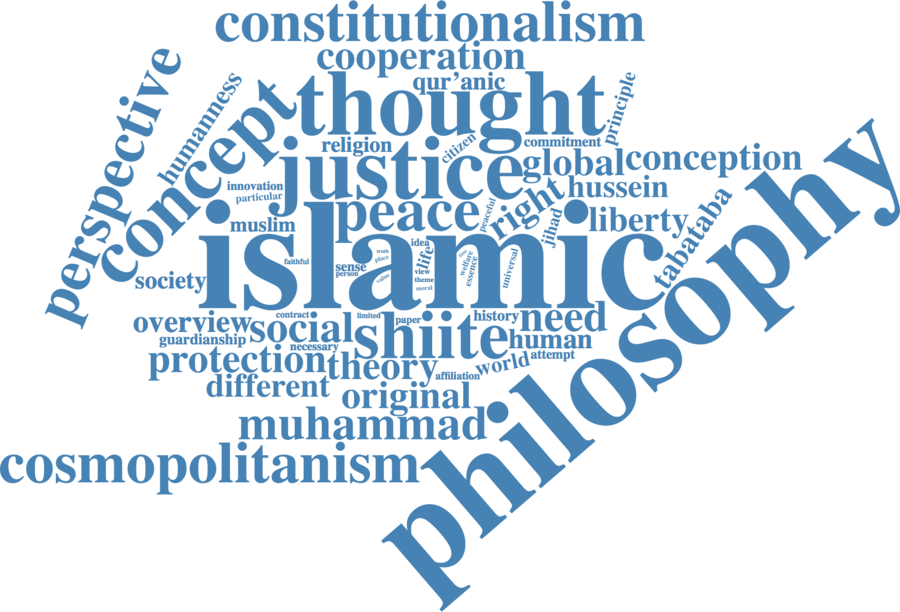 constitutionalism
cooperation
qur'anic
perspective
humanness
concept
thought
principle
religion
citizen
commitment
justice
global
conception
philosophy
innovation
particular
peace
peaceful
right
hussein
muslim
jihad
liberty
tabataba
islamic
idea
truth
place
life
faithful
sense
person
value
view
theme
moral
welfare
essence
universal
society
overview
guardianship
contract
social
necessary
limited
paper
shiite
history
need
human
protection
theory
affiliation
world
attempt
different
original
muhammad
cosmopolitanism